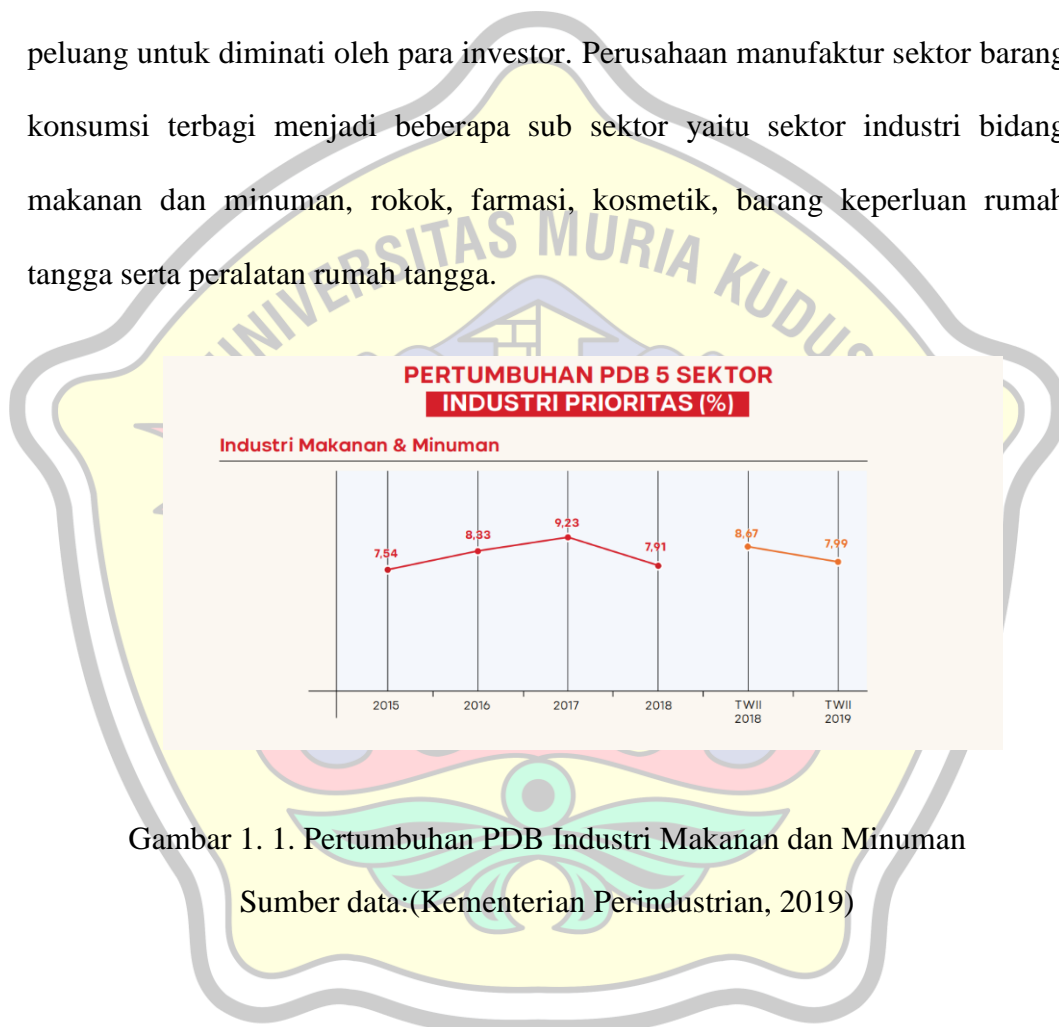 peluang untuk diminati oleh para investor. Perusahaan manufaktur sektor barang
konsumsi terbagi menjadi beberapa sub sektor yaitu sektor industri bidang
makanan dan minuman, rokok, farmasi, kosmetik, barang keperluan rumah
tangga serta peralatan rumah tangga.
UNIVERSITAS MURIA KUDUS
PERTUMBUHAN PDB 5 SEKTOR
INDUSTRI PRIORITAS (%)
Industri Makanan & Minuman
7,54
8,33
9,23
7,91
8,67
7,99
2015 2016 2017 2018 TWII TWII
2018 2019
Gambar 1. 1. Pertumbuhan PDB Industri Makanan dan Minuman
Sumber data:(Kementerian Perindustrian, 2019)